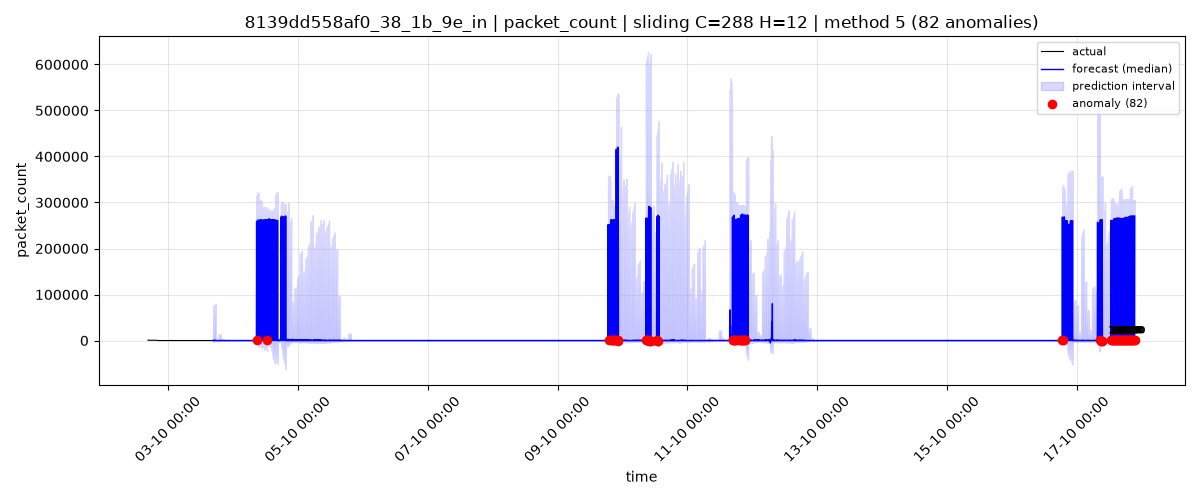 8139dd558af0_38_1b_9e_in | packet_count | sliding C=288 H=12 | method 5 (82 anomalies)
actual
forecast (median)
prediction interval
anomaly (82)
packet_count
600000
500000
400000
300000
200000
100000
0
03-10 00:00
05-10 00:00
07-10 00:00
09-10 00:00
11-10 00:00
13-10 00:00
15-10 00:00
17-10 00:00
time